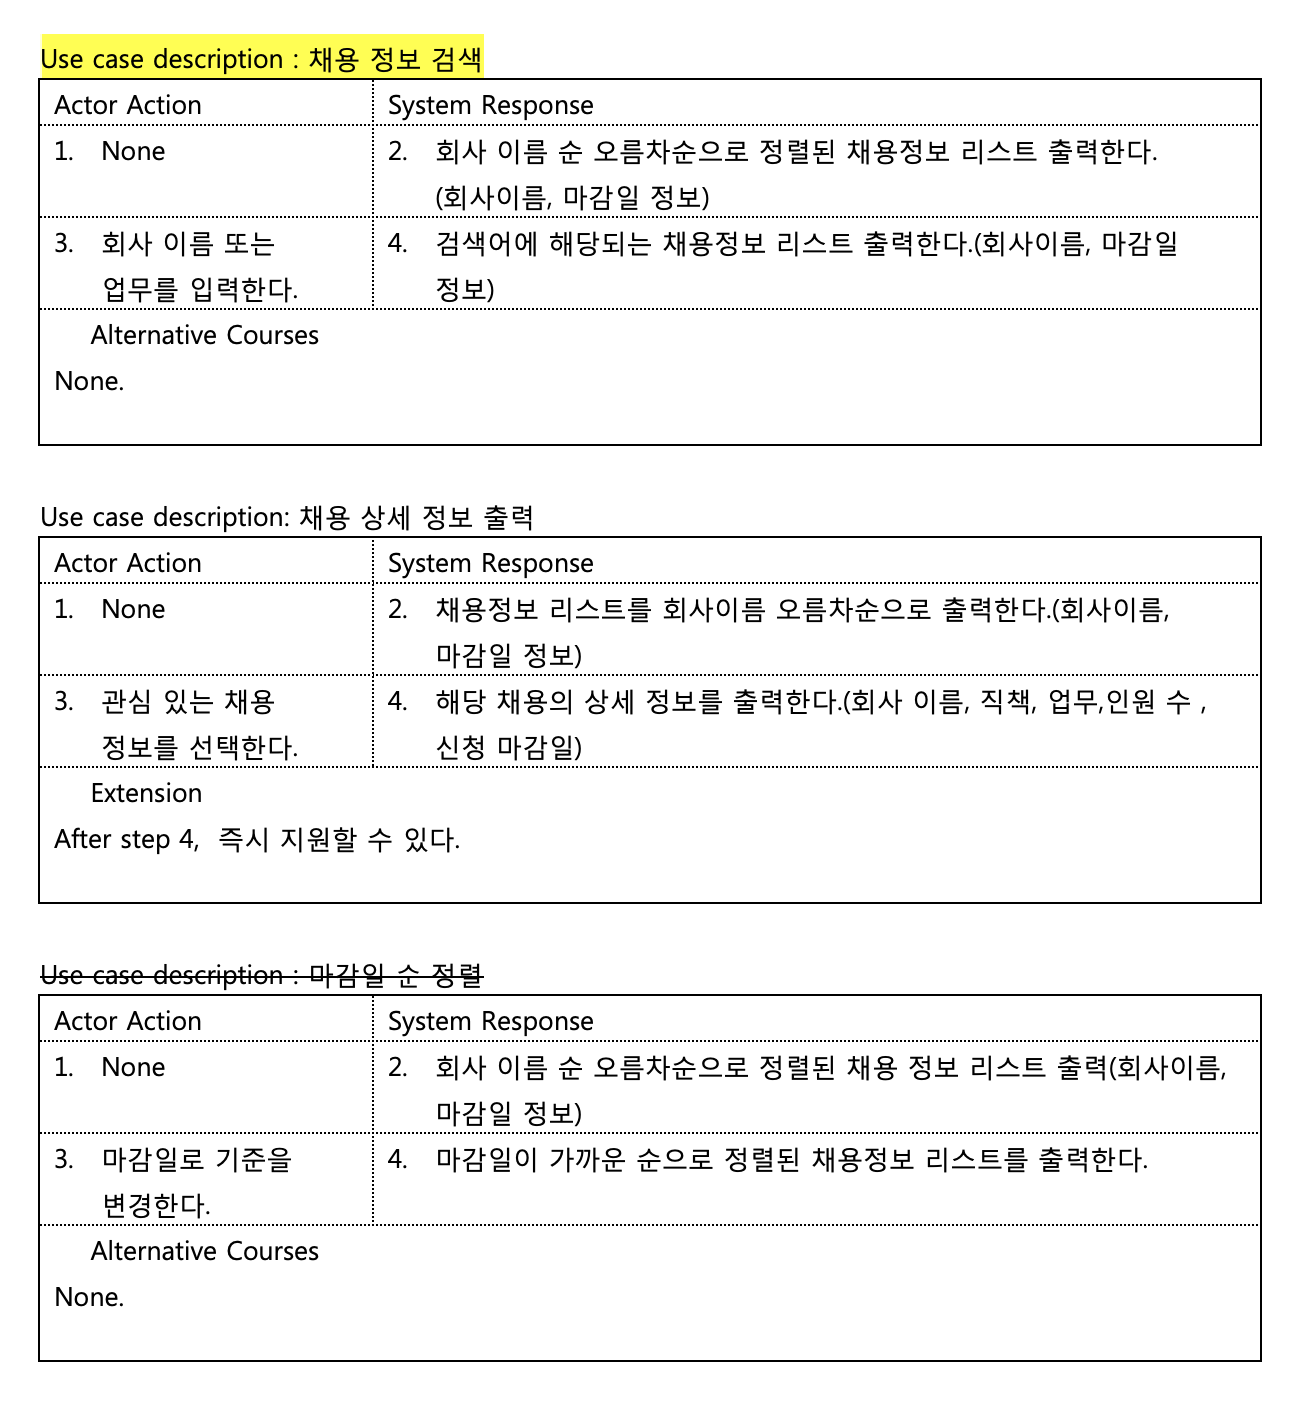 Use case description : 채용 정보 검색
Actor Action
System Response
1. None
2. 회사 이름 순 오름차순으로 정렬된 채용정보 리스트 출력한다.
(회사이름, 마감일 정보)
3. 회사 이름 또는
업무를 입력한다.
4. 검색어에 해당되는 채용정보 리스트 출력한다.(회사이름, 마감일
정보)
Alternative Courses
None.
Use case description: 채용 상세 정보 출력
Actor Action
System Response
1. None
2. 채용정보 리스트를 회사이름 오름차순으로 출력한다.(회사이름,
마감일 정보)
3. 관심 있는 채용
정보를 선택한다.
4. 해당 채용의 상세 정보를 출력한다.(회사 이름, 직책, 업무,인원 수 ,
신청 마감일)
Extension
After step 4, 즉시 지원할 수 있다.
Use case description : 마감일 순 정렬
Actor Action
System Response
1. None
2. 회사 이름 순 오름차순으로 정렬된 채용 정보 리스트 출력(회사이름,
마감일 정보)
3. 마감일로 기준을
변경한다.
4. 마감일이 가까운 순으로 정렬된 채용정보 리스트를 출력한다.
Alternative Courses
None.